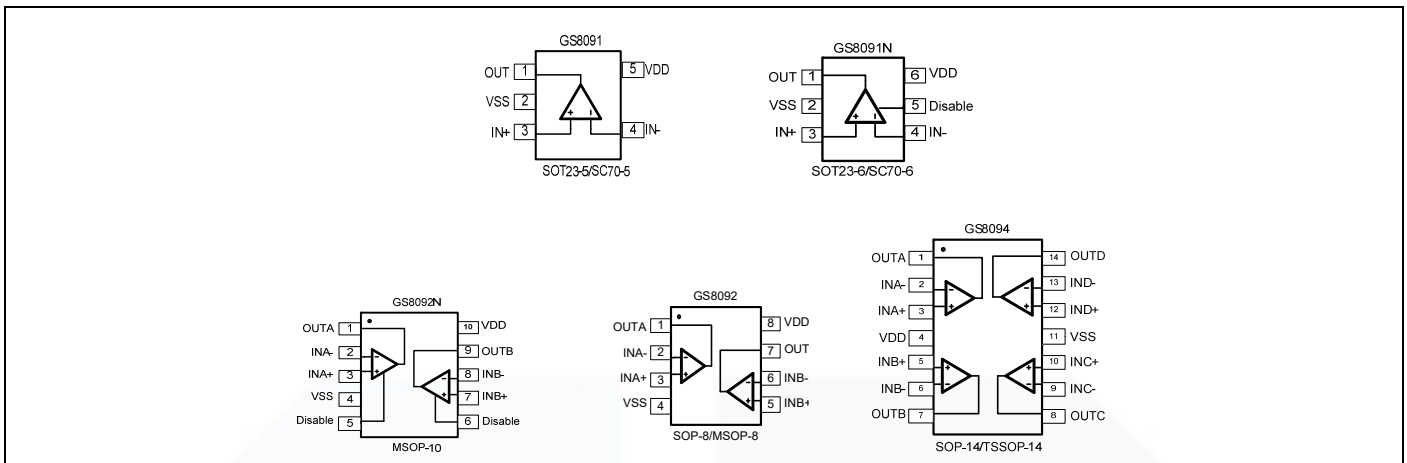 GS8091
OUT 1 5 VDD
VSS 2
IN+ 3 4 IN-
SOT23-5/SC70-5
GS8091N
OUT 1 6 VDD
VSS 2 5 Disable
IN+ 3 4 IN-
SOT23-6/SC70-6
GS8092N
OUTA 1 10 VDD
INA- 2 9 OUTB
INA+ 3 8 INB-
VSS 4 7 INB+
Disable 5 6 Disable
MSOP-10
GS8092
OUTA 1 8 VDD
INA- 2 7 OUT
INA+ 3 6 INB-
VSS 4 5 INB+
SOP-8/MSOP-8
GS8094
OUTA 1 14 OUTD
INA- 2 13 IND-
INA+ 3 12 IND+
VDD 4 11 VSS
INB+ 5 10 INC+
INB- 6 9 INC-
OUTB 7 8 OUTC
SOP-14/TSSOP-14